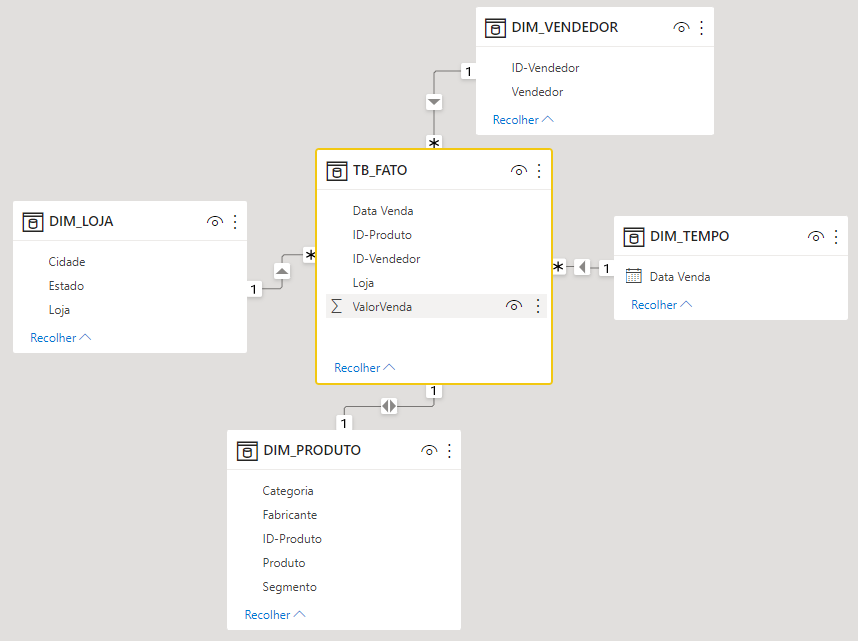 DIM_VENDEDOR
1
ID-Vendedor
Vendedor
Recolher
*
TB_FATO
Data Venda
ID-Produto
ID-Vendedor
Loja
∑ ValorVenda
Recolher
DIM_LOJA
Cidade
Estado
Loja
Recolher
1
*
DIM_TEMPO
Data Venda
Recolher
*
1
1
1
DIM_PRODUTO
Categoria
Fabricante
ID-Produto
Produto
Segmento
Recolher